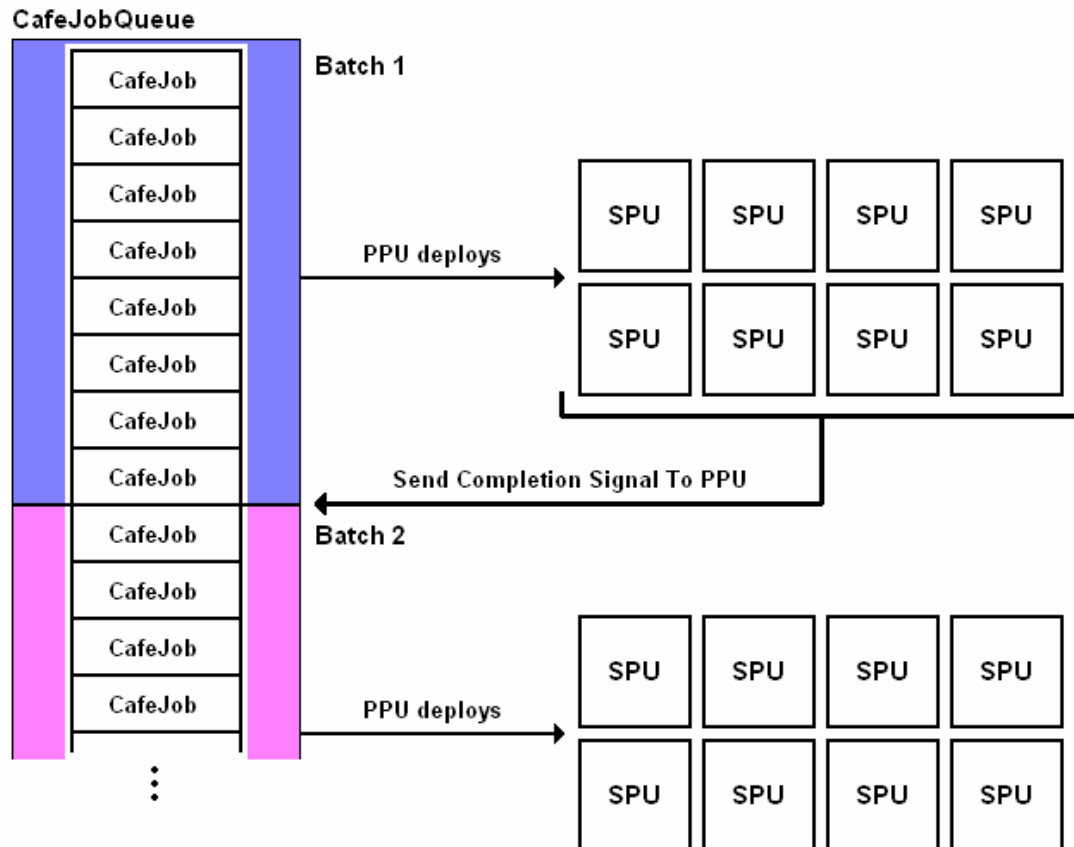 CafeJobQueue
Batch 1
CafeJob
CafeJob
CafeJob
CafeJob
CafeJob
CafeJob
CafeJob
CafeJob
PPU deploys
SPU SPU SPU SPU
SPU SPU SPU SPU
Send Completion Signal To PPU
Batch 2
CafeJob
CafeJob
CafeJob
CafeJob
PPU deploys
SPU SPU SPU SPU
SPU SPU SPU SPU